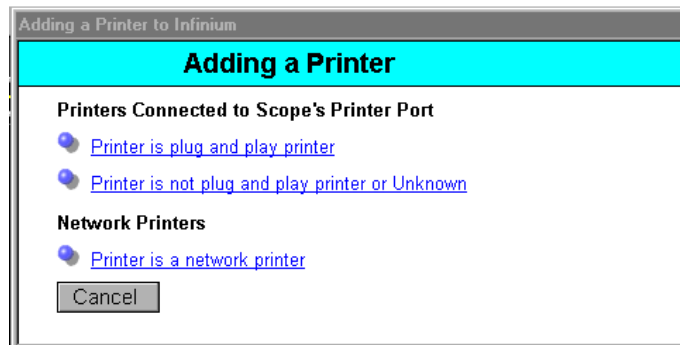 Adding a Printer to Infinium
Adding a Printer
Printers Connected to Scope's Printer Port
Printer is plug and play printer
Printer is not plug and play printer or Unknown
Network Printers
Printer is a network printer
Cancel